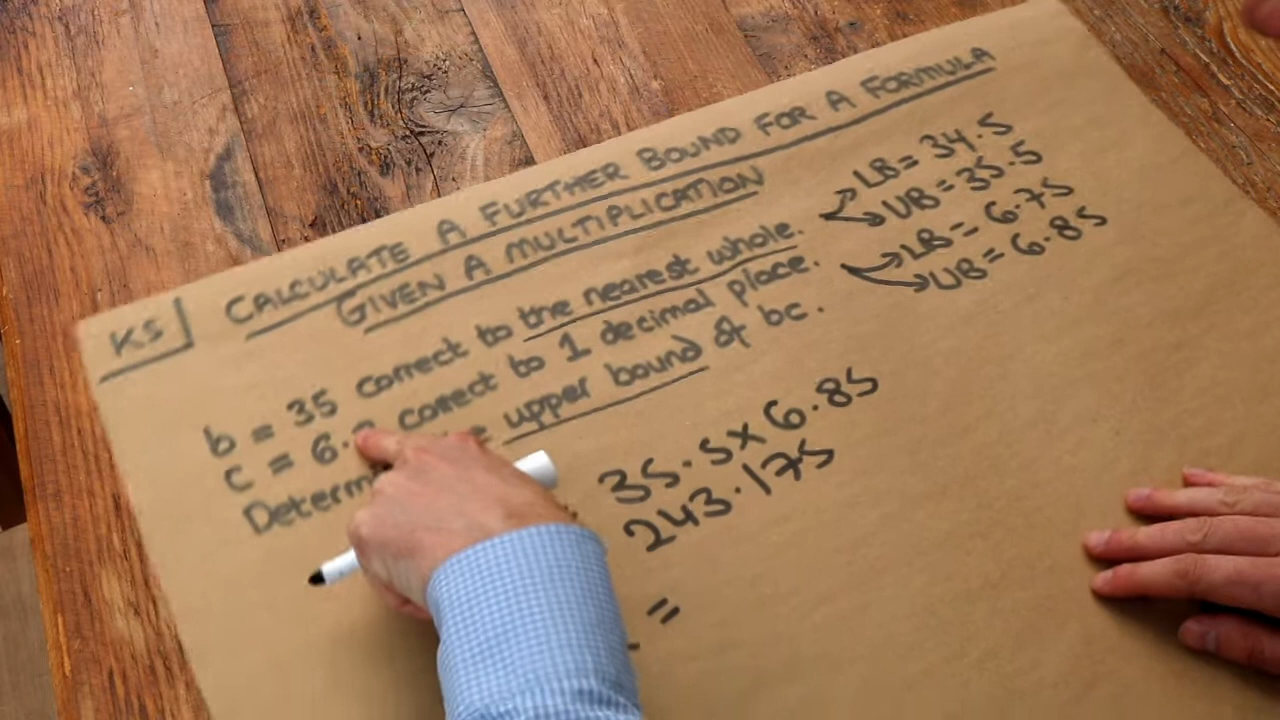 K5
CALCULATE A FURTHER BOUND FOR A FORMULA
GIVEN A MULTIPLICATION
b = 35 correct to the nearest whole.
LB = 34.5
UB = 35.5
c = 6. correct to 1 decimal place.
LB = 6.75
UB = 6.85
upper bound of bc.
35.5 x 6.85
243.175
=